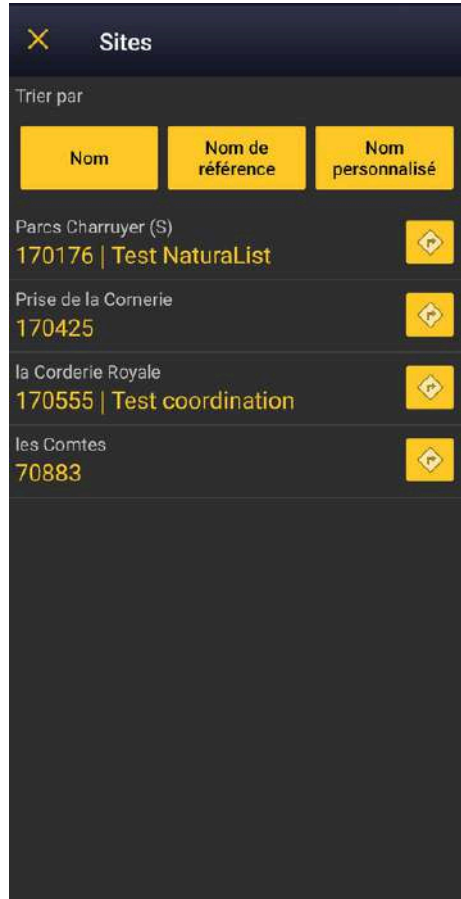 Sites
Trier par
Nom
Nom de
référence
Nom
personnalisé
Parcs Charruyer (S)
170176 | Test NaturaList
Prise de la Cornerie
170425
la Corderie Royale
170555 | Test coordination
les Comtes
70883